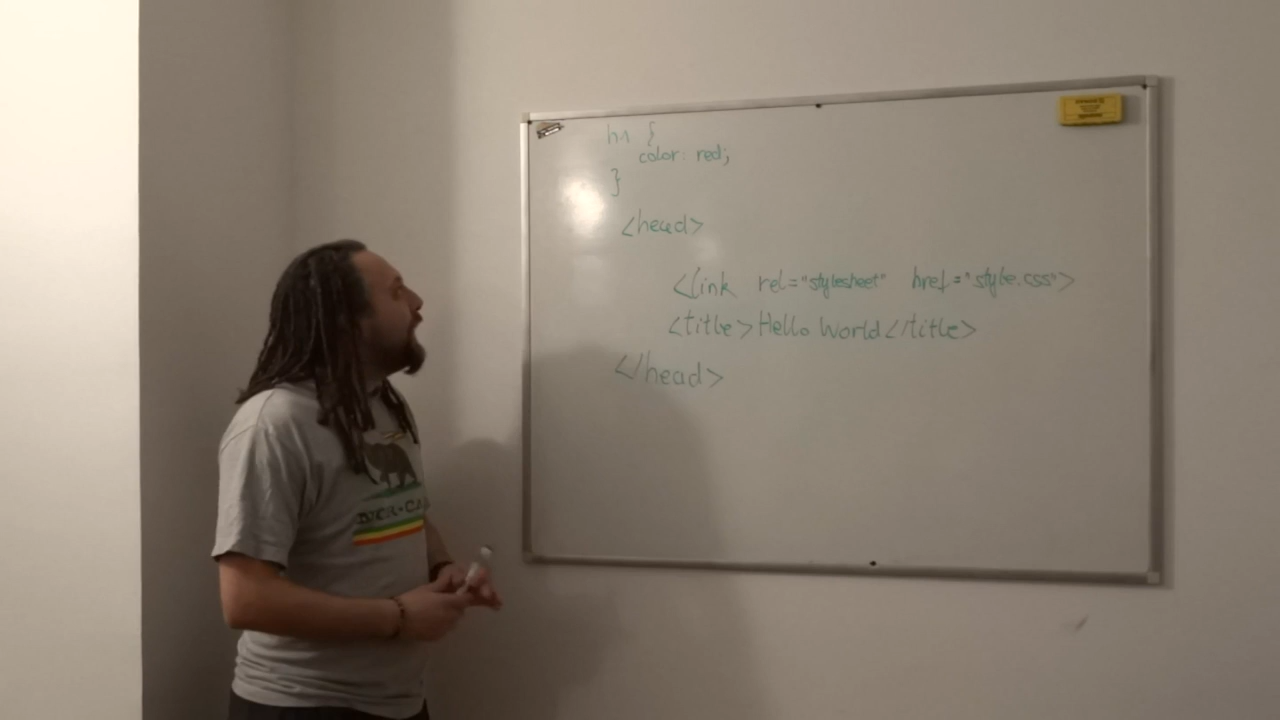 h1 {
color: red;
}
<head>
<link rel="stylesheet" href="style.css">
<title>Hello World</title>
</head>